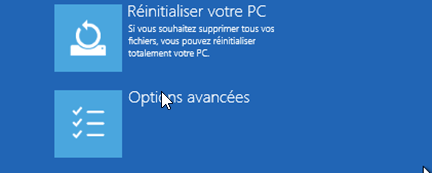 Réinitialiser votre PC
Si vous souhaitez supprimer tous vos
fichiers, vous pouvez réinitialiser
totalement votre PC.
Options avancées